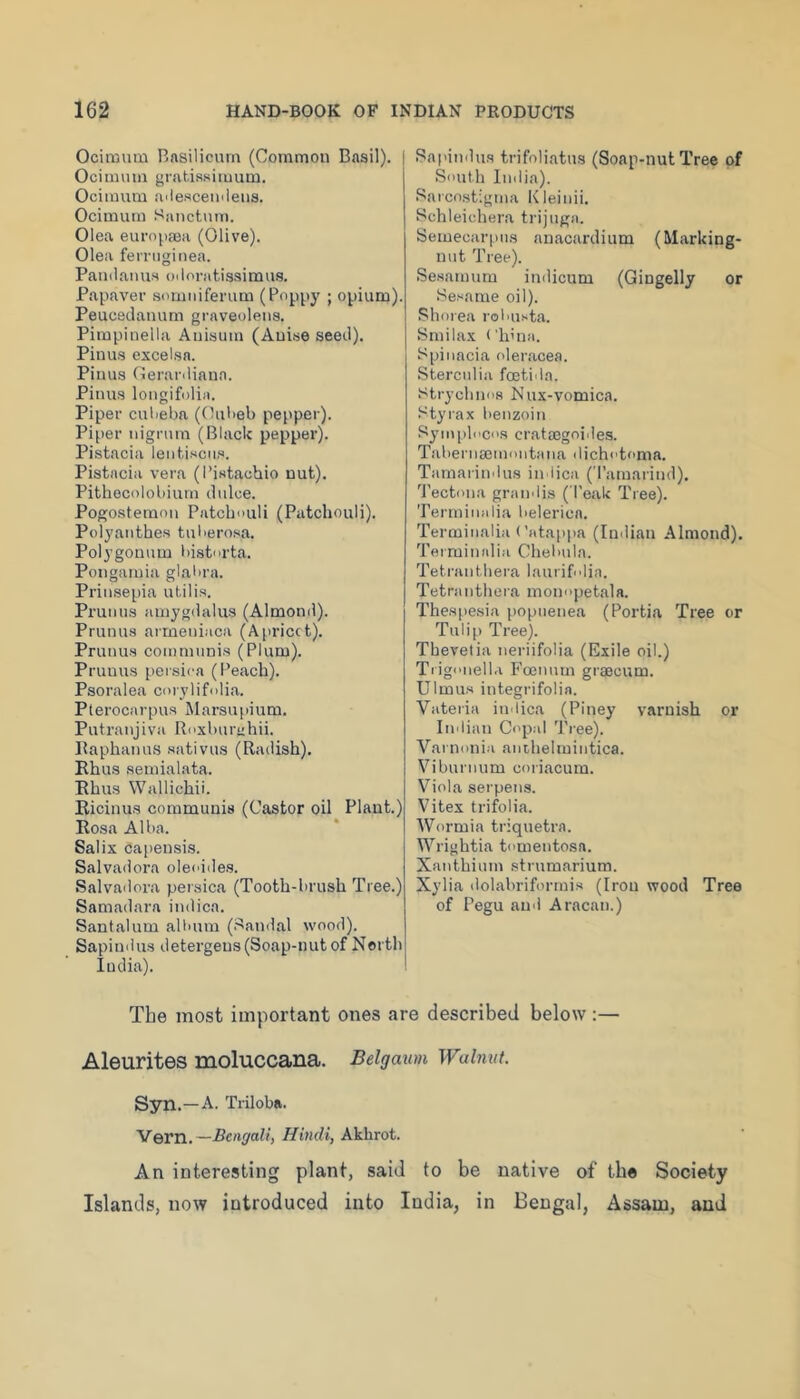 162 HAND-BOOK OF INDIAN PRODUCTS
Ocimum Basilicum (Common Basil).
Ocimum gratissimum.
Ocimum adescendens.
Ocimum Sanctum.
Olea europæa (Olive).
Olea ferruginea.
Pandanus odoratissimus.
Papaver somniferum (Poppy ; opium).
Peucedanum graveolens.
Pimpinella Anisum (Anise seed).
Pinus excelsa.
Pinus Gerardiana.
Pinus longifolia.
Piper cubeba (Cubeb pepper).
Piper nigrum (Black pepper).
Pistacia lentiscus.
Pistacia vera (Pistachio nut).
Pithecolobium dulce.
Pogostemon Patchouli (Patchouli).
Polyanthes tuberosa.
Polygonum bistorta.
Pongamia glabra.
Prinsepia utilis.
Prunus amygdalus (Almond).
Prunus armeniaca (Apricot).
Prunus communis (Plum).
Prunus persica (Peach).
Psoralea corylifolia.
Pterocarpus Marsupium.
Putranjiva Roxburghii.
Raphanus sativus (Radish).
Rhus semialata.
Rhus Wallichii.
Ricinus communis (Castor oil Plant.)
Rosa Alba.
Salix capensis.
Salvadora oleoides.
Salvadora persica (Tooth-brush Tree.)
Samadara indica.
Santalum album (Sandal wood).
Sapindus detergens (Soap-nut of North
India).
Sapindus trifoliatus (Soap-nut Tree of
South India).
Sarcostigma Kleinii.
Schleichera trijuga.
Semecarpus anacardium (Marking-
nut Tree).
Sesamum indicum (Gingelly or
Sesame oil).
Shorea robusta.
Smilax China.
Spinacia oleracea.
Sterculia fœtida.
Strychnos Nux-vomica.
Styrax benzoin
Symplocos cratægoides.
Tabernæmontana dichotoma.
Tamarindus indica (Tamarind).
Tectona grandis (Teak Tree).
Terminalia belerica.
Terminalia Catappa (Indian Almond).
Terminalia Chebula.
Tetranthera laurifolia.
Tetranthera monopetala.
Thespesia popnenea (Portia Tree or
Tulip Tree).
Thevetia neriifolia (Exile oil.)
Trigonella Fœnum græcum.
Ulmus integrifolia.
Vateria indica (Piney varnish or
Indian Copal Tree).
Varnonia anthelmintica.
Viburnum coriacum.
Viola serpens.
Vitex trifolia.
Wormia triquetra.
Wrightia tomentosa.
Xanthium strumarium.
Xylia dolabriformis (Iron wood Tree
of Pegu and Aracan.)
The most important ones are described below :—
Aleurites moluccana. Belgaum Walnut.
Syn.—A. Triloba.
Vern.—Bengali, Hindi, Akhrot.
An interesting plant, said to be native of the Society
Islands, now introduced into India, in Bengal, Assam, and